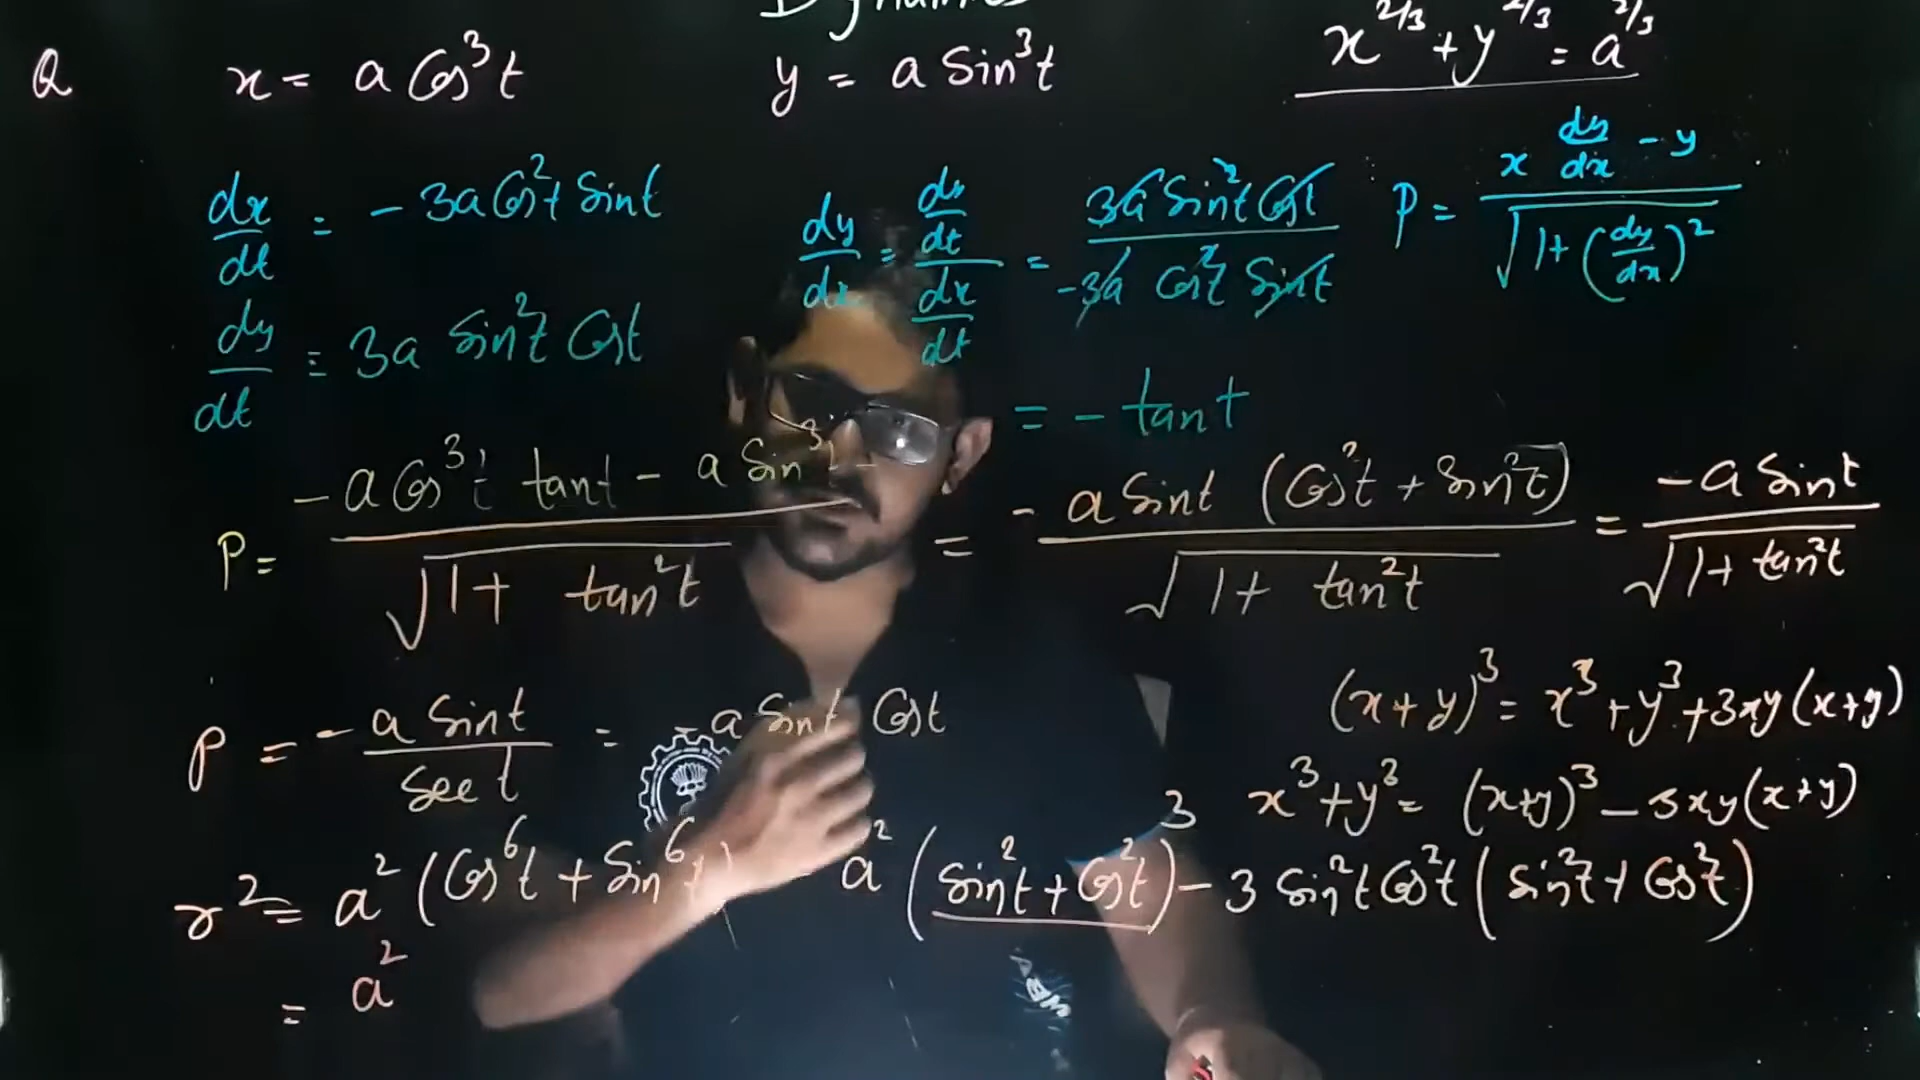 Dynamics
Q x = a Cos³t y = a Sin³t x^{2/3} + y^{2/3} = a^{2/3}
dx/dt = - 3a Cos²t Sint
dy/dx = (dy/dt)/(dx/dt) = 3a Sin²t Cost / -3a Cos²t Sint
P = (x dy/dx - y) / √(1 + (dy/dx)²)
dy/dt = 3a Sin²t Cost
= - tant
P = (- a Cos³t tant - a Sin³t) / √(1 + tan²t) = - a Sint (Cos²t + Sin²t) / √(1 + tan²t) = - a Sint / √(1 + tan²t)
(x + y)³ = x³ + y³ + 3xy(x + y)
P = - a Sint / sect = - a Sint Cost
x³ + y³ = (x+y)³ - 3xy(x+y)
r² = a² (Cos⁶t + Sin⁶t) a² (Sin²t + Cos²t)³ - 3 Sin²t Cos²t (Sin²t + Cos²t)
= a²